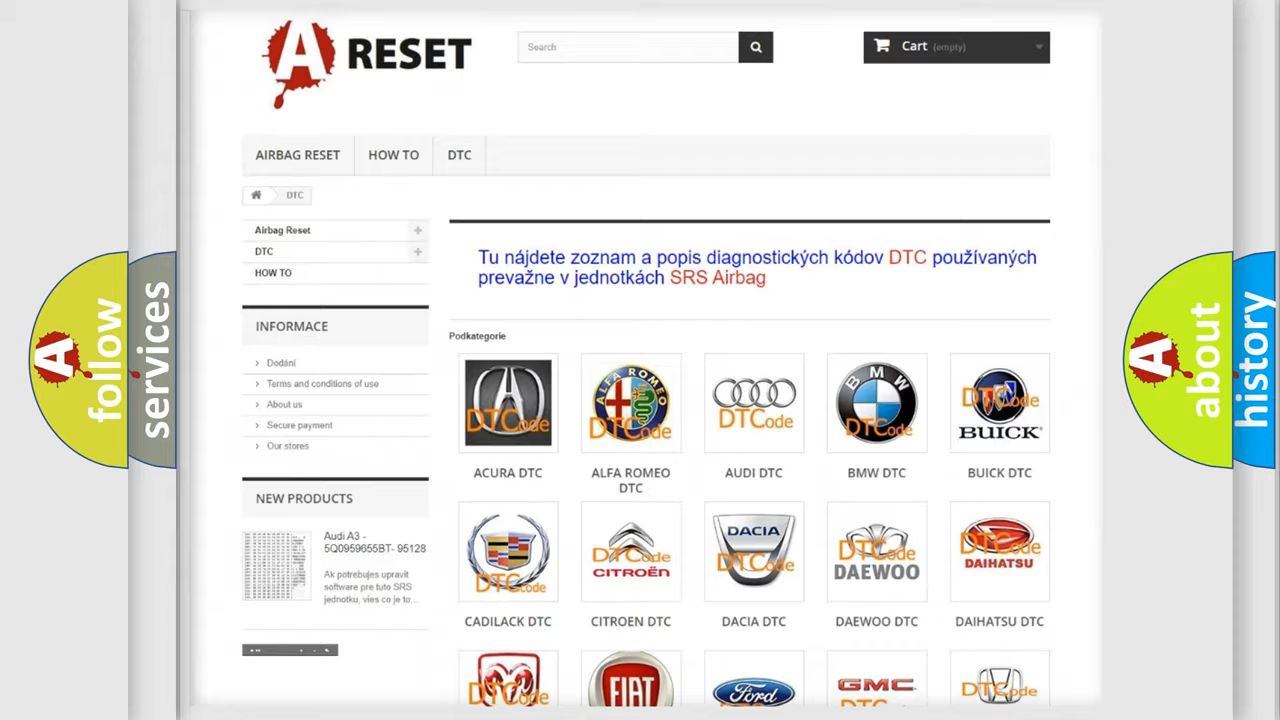 A RESET
Search
Cart (empty)
AIRBAG RESET
HOW TO
DTC
DTC
Airbag Reset
DTC
HOW TO
INFORMACE
Dodání
Terms and conditions of use
About us
Secure payment
Our stores
NEW PRODUCTS
Audi A3 -
5Q0959655BT- 95128
Ak potrebujes upravit
software pre tuto SRS
jednotku, vies co je to...
Tu nájdete zoznam a popis diagnostických kódov DTC používaných
prevažne v jednotkách SRS Airbag
Podkategorie
DTCode
ALFA ROMEO
DTCode
DTCode
BMW
DTCode
DTCode
BUICK
ACURA DTC
ALFA ROMEO
DTC
AUDI DTC
BMW DTC
BUICK DTC
DTCode
DTCode
CITROËN
DACIA
DTCode
DTCode
DAEWOO
DTCode
DAIHATSU
CADILACK DTC
CITROEN DTC
DACIA DTC
DAEWOO DTC
DAIHATSU DTC
DTCode
FIAT
Ford
GMC
DTCode
A follow
services
A about
history